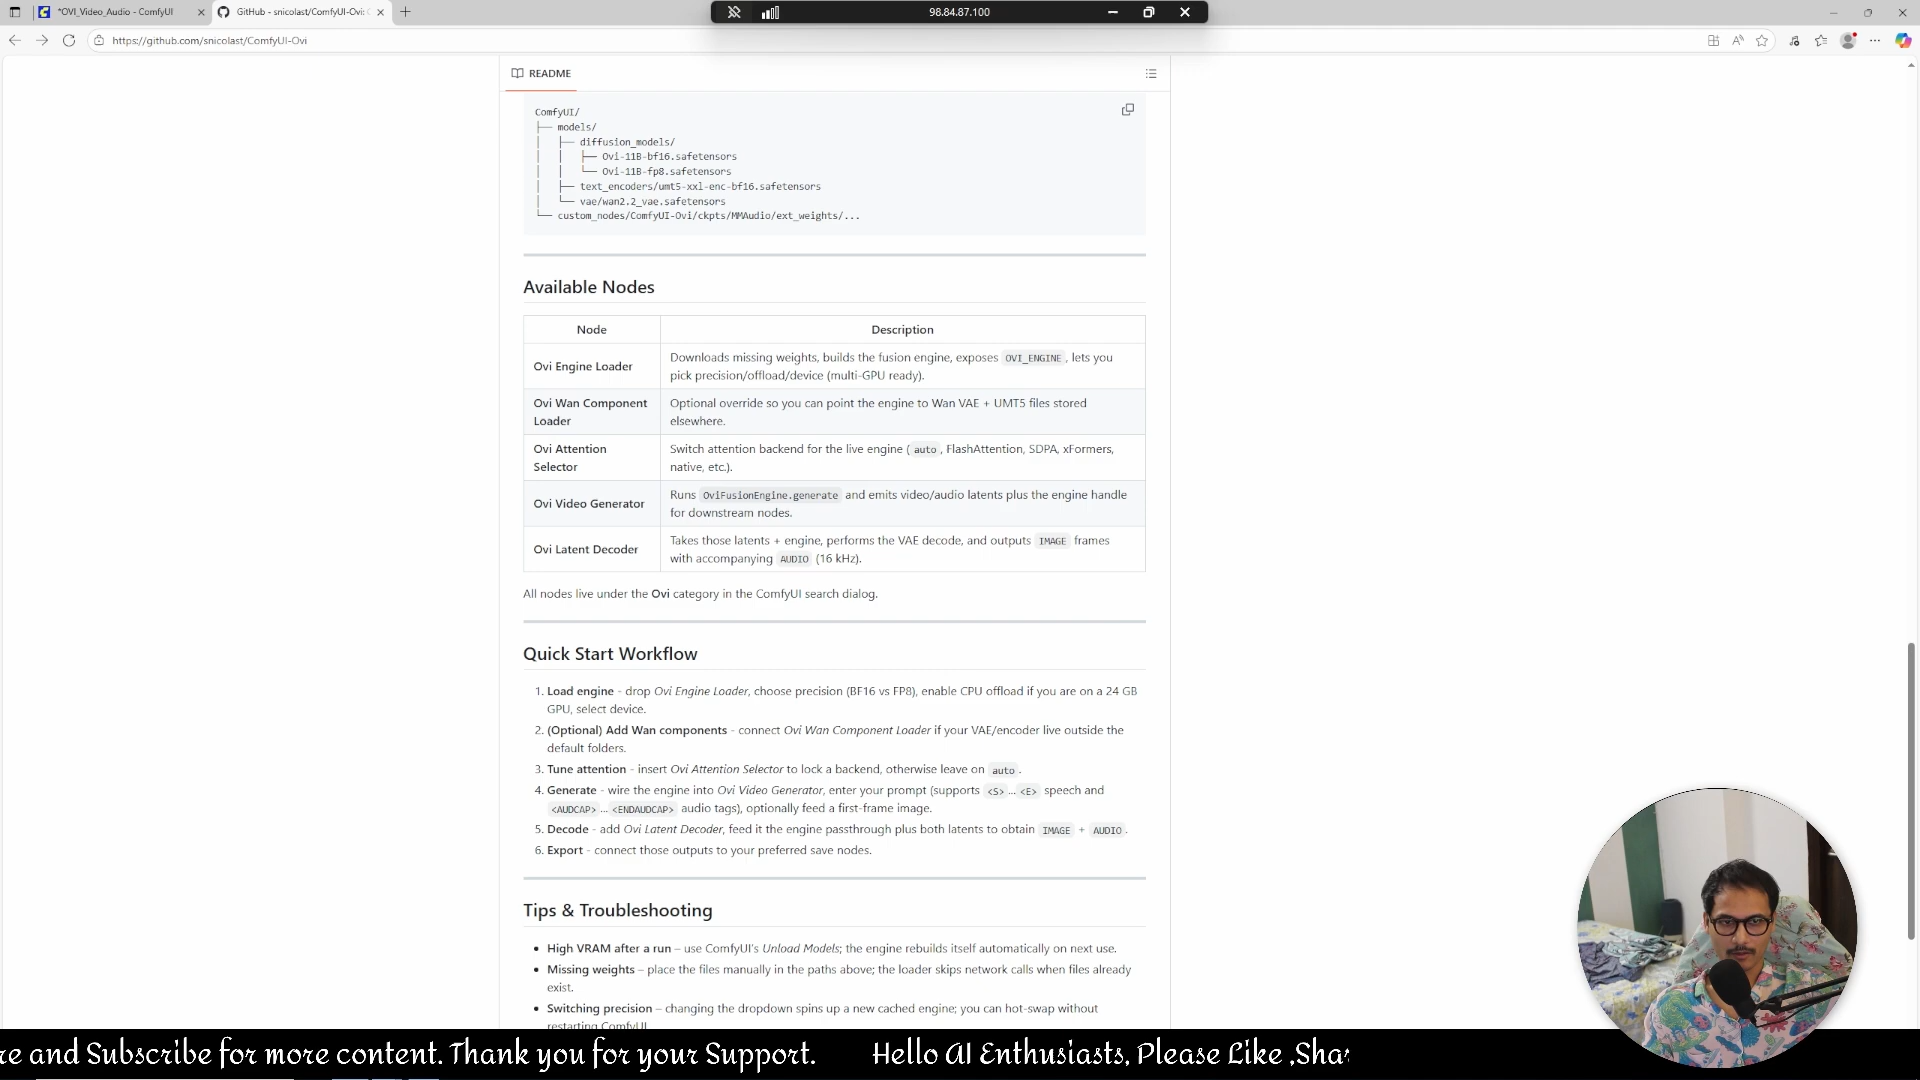 *OVI_Video_Audio - ComfyUI
GitHub - snicolast/ComfyUI-Ovi:
98.84.87.100
https://github.com/snicolast/ComfyUI-Ovi
README
ComfyUI/
├── models/
│   ├── diffusion_models/
│   │   ├── Ovi-11B-bf16.safetensors
│   │   └── Ovi-11B-fp8.safetensors
│   ├── text_encoders/umt5-xxl-enc-bf16.safetensors
│   └── vae/wan2.2_vae.safetensors
└── custom_nodes/ComfyUI-Ovi/ckpts/MMAudio/ext_weights/...
Available Nodes
Node Description
Ovi Engine Loader
Downloads missing weights, builds the fusion engine, exposes OVI_ENGINE, lets you
pick precision/offload/device (multi-GPU ready).
Ovi Wan Component
Loader
Optional override so you can point the engine to Wan VAE + UMT5 files stored
elsewhere.
Ovi Attention
Selector
Switch attention backend for the live engine (auto, FlashAttention, SDPA, xFormers,
native, etc.).
Ovi Video Generator
Runs OviFusionEngine.generate and emits video/audio latents plus the engine handle
for downstream nodes.
Ovi Latent Decoder
Takes those latents + engine, performs the VAE decode, and outputs IMAGE frames
with accompanying AUDIO (16 kHz).
All nodes live under the Ovi category in the ComfyUI search dialog.
Quick Start Workflow
1. Load engine - drop Ovi Engine Loader, choose precision (BF16 vs FP8), enable CPU offload if you are on a 24 GB
GPU, select device.
2. (Optional) Add Wan components - connect Ovi Wan Component Loader if your VAE/encoder live outside the
default folders.
3. Tune attention - insert Ovi Attention Selector to lock a backend, otherwise leave on auto.
4. Generate - wire the engine into Ovi Video Generator, enter your prompt (supports <S>...<E> speech and
<AUDCAP>...<ENDAUDCAP> audio tags), optionally feed a first-frame image.
5. Decode - add Ovi Latent Decoder, feed it the engine passthrough plus both latents to obtain IMAGE + AUDIO.
6. Export - connect those outputs to your preferred save nodes.
Tips & Troubleshooting
• High VRAM after a run – use ComfyUI's Unload Models; the engine rebuilds itself automatically on next use.
• Missing weights – place the files manually in the paths above; the loader skips network calls when files already
exist.
• Switching precision – changing the dropdown spins up a new cached engine; you can hot-swap without
restarting ComfyUI.
re and Subscribe for more content. Thank you for your Support. Hello AI Enthusiasts, Please Like ,Shar